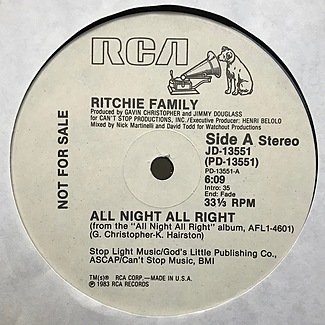 RCA
RITCHIE FAMILY
Produced by GAVIN CHRISTOPHER and JIMMY DOUGLASS
for CAN'T STOP PRODUCTIONS, INC./Executive Producer: HENRI BELOLO
Mixed by Nick Martinelli and David Todd for Watchout Productions
NOT FOR SALE
Side A Stereo
JD-13551
(PD-13551)
PD-13551-A
6:09
Intro: 35
End: Fade
33⅓ RPM
ALL NIGHT ALL RIGHT
(from the "All Night All Right" album, AFL1-4601)
(G. Christopher-K. Hairston)
Stop Light Music/God's Little Publishing Co.,
ASCAP/Can't Stop Music, BMI
TM(s)® RCA CORP.—MADE IN U.S.A.
℗ 1983 RCA RECORDS